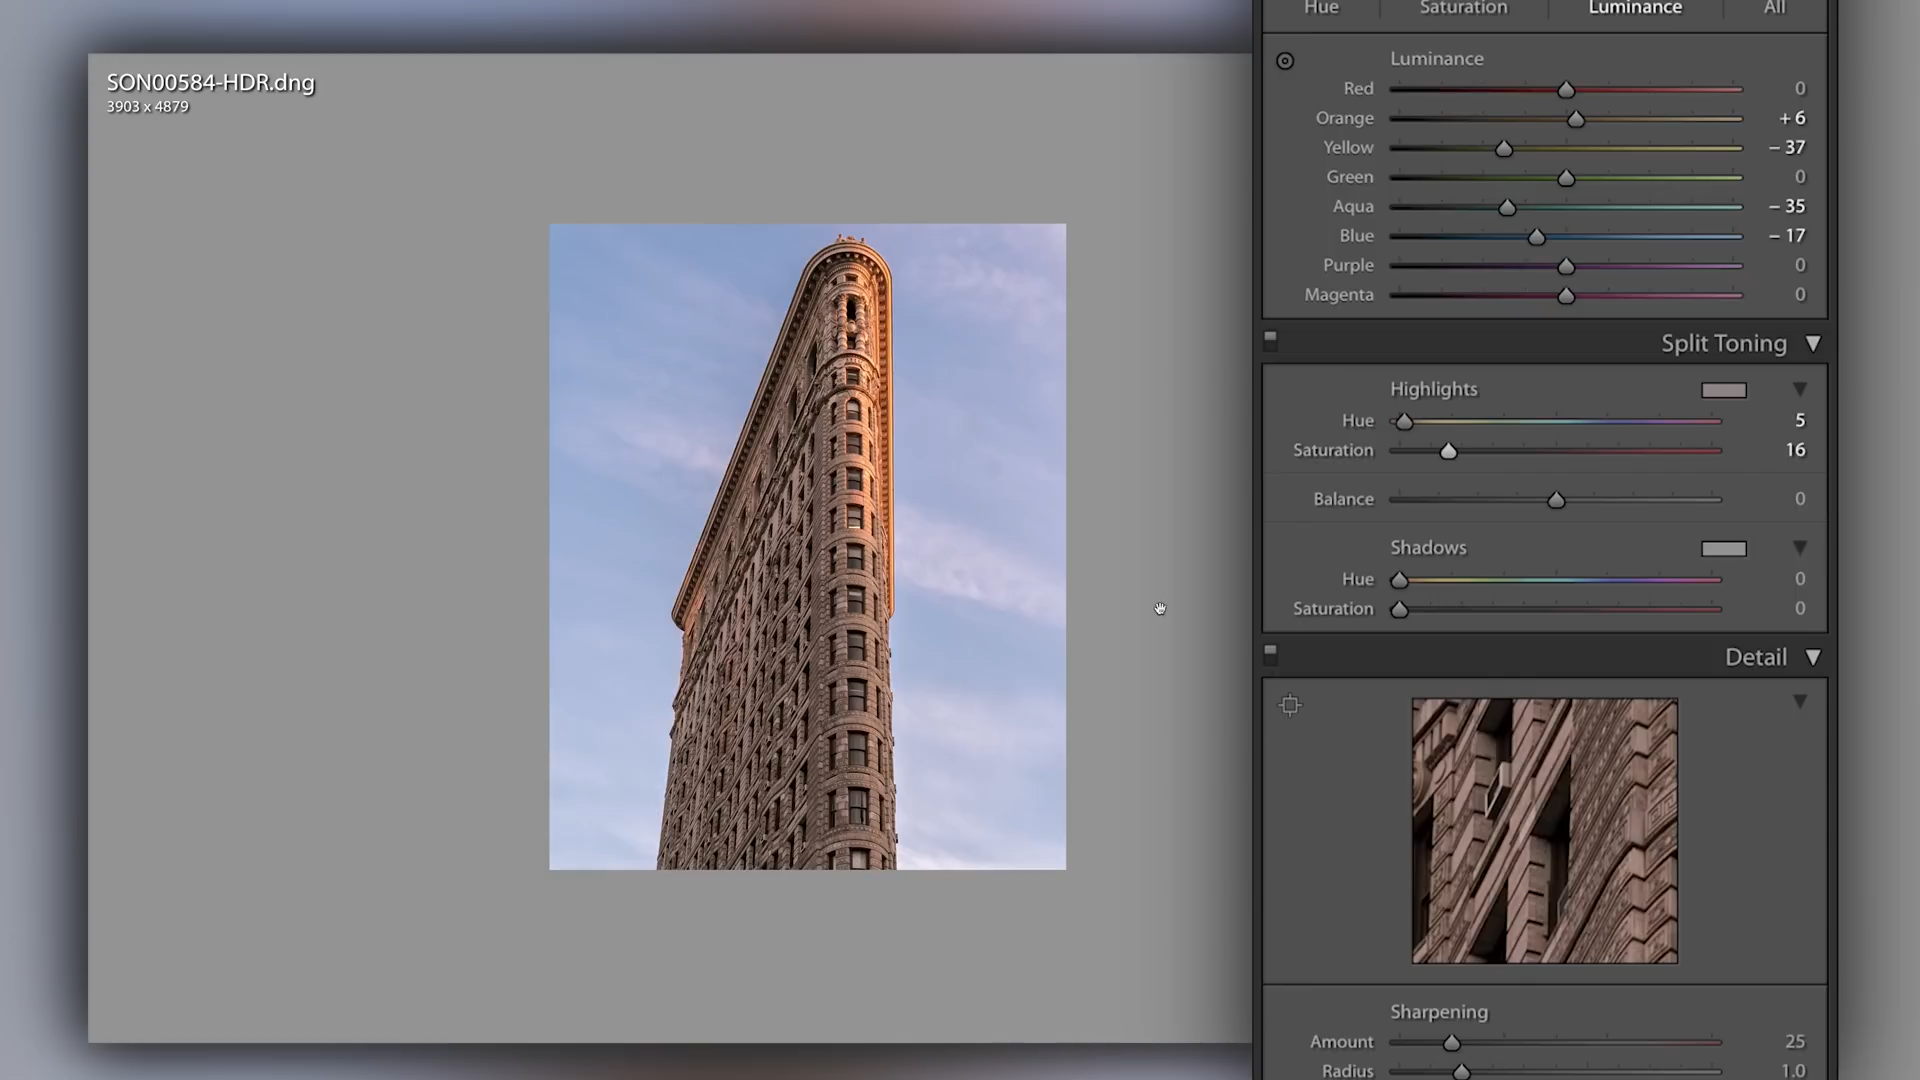 SON00584-HDR.dng
3903 x 4879
Hue Saturation Luminance All
Luminance
Red 0
Orange + 6
Yellow – 37
Green 0
Aqua – 35
Blue – 17
Purple 0
Magenta 0
Split Toning
Highlights
Hue 5
Saturation 16
Balance 0
Shadows
Hue 0
Saturation 0
Detail
Sharpening
Amount 25
Radius 1.0